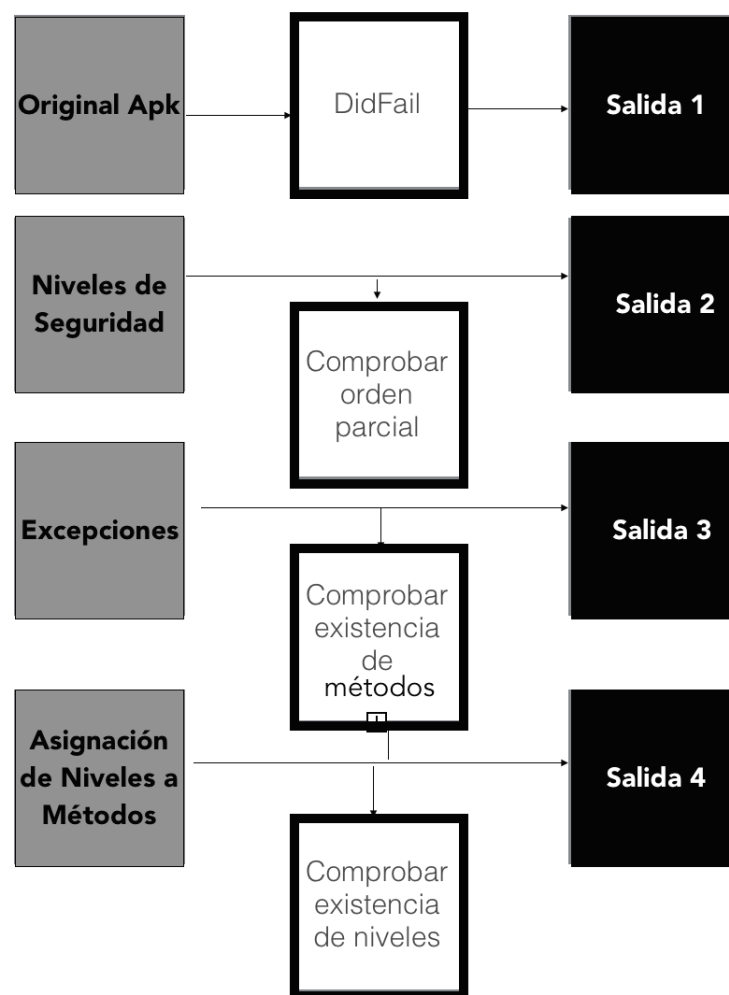 Original Apk
DidFail
Salida 1
Niveles de
Seguridad
Salida 2
Comprobar
orden
parcial
Excepciones
Salida 3
Comprobar
existencia
de
métodos
Asignación
de Niveles a
Métodos
Salida 4
Comprobar
existencia
de niveles